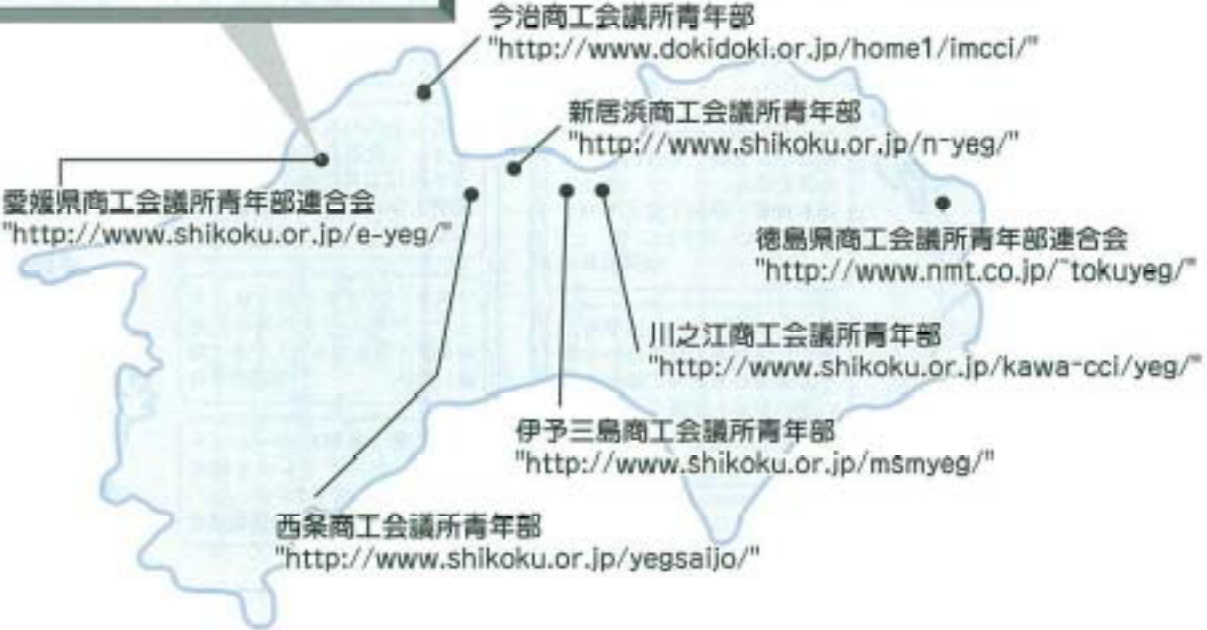 今治商工会議所青年部
"http://www.dokidoki.or.jp/home1/imcci/"
新居浜商工会議所青年部
"http://www.shikoku.or.jp/n-yeg/"
愛媛県商工会議所青年部連合会
"http://www.shikoku.or.jp/e-yeg/"
徳島県商工会議所青年部連合会
"http://www.nmt.co.jp/~tokuyeg/"
川之江商工会議所青年部
"http://www.shikoku.or.jp/kawa-cci/yeg/"
伊予三島商工会議所青年部
"http://www.shikoku.or.jp/msmyeg/"
西条商工会議所青年部
"http://www.shikoku.or.jp/yegsaijo/"